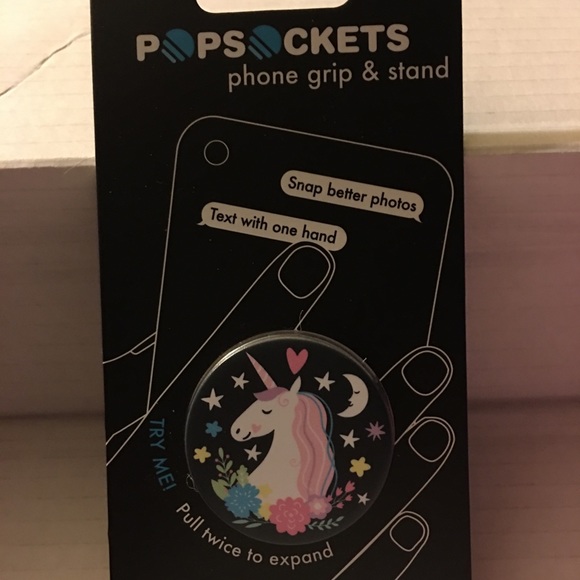 POPSOCKETS
phone grip & stand
Snap better photos
Text with one hand
TRY ME!
Pull twice to expand